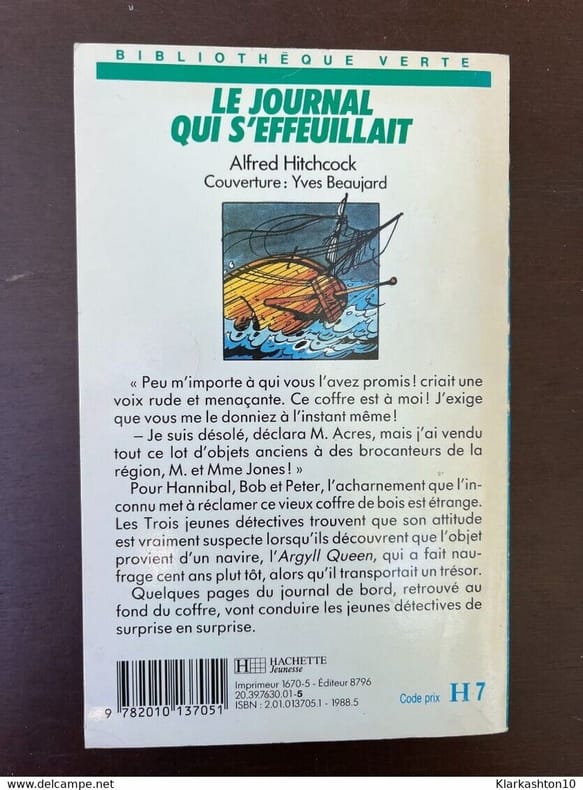 BIBLIOTHÈQUE VERTE
LE JOURNAL
QUI S'EFFEUILLAIT
Alfred Hitchcock
Couverture : Yves Beaujard
« Peu m'importe à qui vous l'avez promis ! criait une
voix rude et menaçante. Ce coffre est à moi ! J'exige
que vous me le donniez à l'instant même !
– Je suis désolé, déclara M. Acres, mais j'ai vendu
tout ce lot d'objets anciens à des brocanteurs de la
région, M. et Mme Jones ! »
Pour Hannibal, Bob et Peter, l'acharnement que l'in-
connu met à réclamer ce vieux coffre de bois est étrange.
Les Trois jeunes détectives trouvent que son attitude
est vraiment suspecte lorsqu'ils découvrent que l'objet
provient d'un navire, l'Argyll Queen, qui a fait nau-
frage cent ans plut tôt, alors qu'il transportait un trésor.
Quelques pages du journal de bord, retrouvé au
fond du coffre, vont conduire les jeunes détectives de
surprise en surprise.
H HACHETTE
Jeunesse
Imprimeur 1670-5 - Éditeur 8796
20.39.7630.01-5
ISBN : 2.01.013705.1 - 1988.5
9 782010 137051
Code prix H 7
www.delcampe.net
Klarkashton10